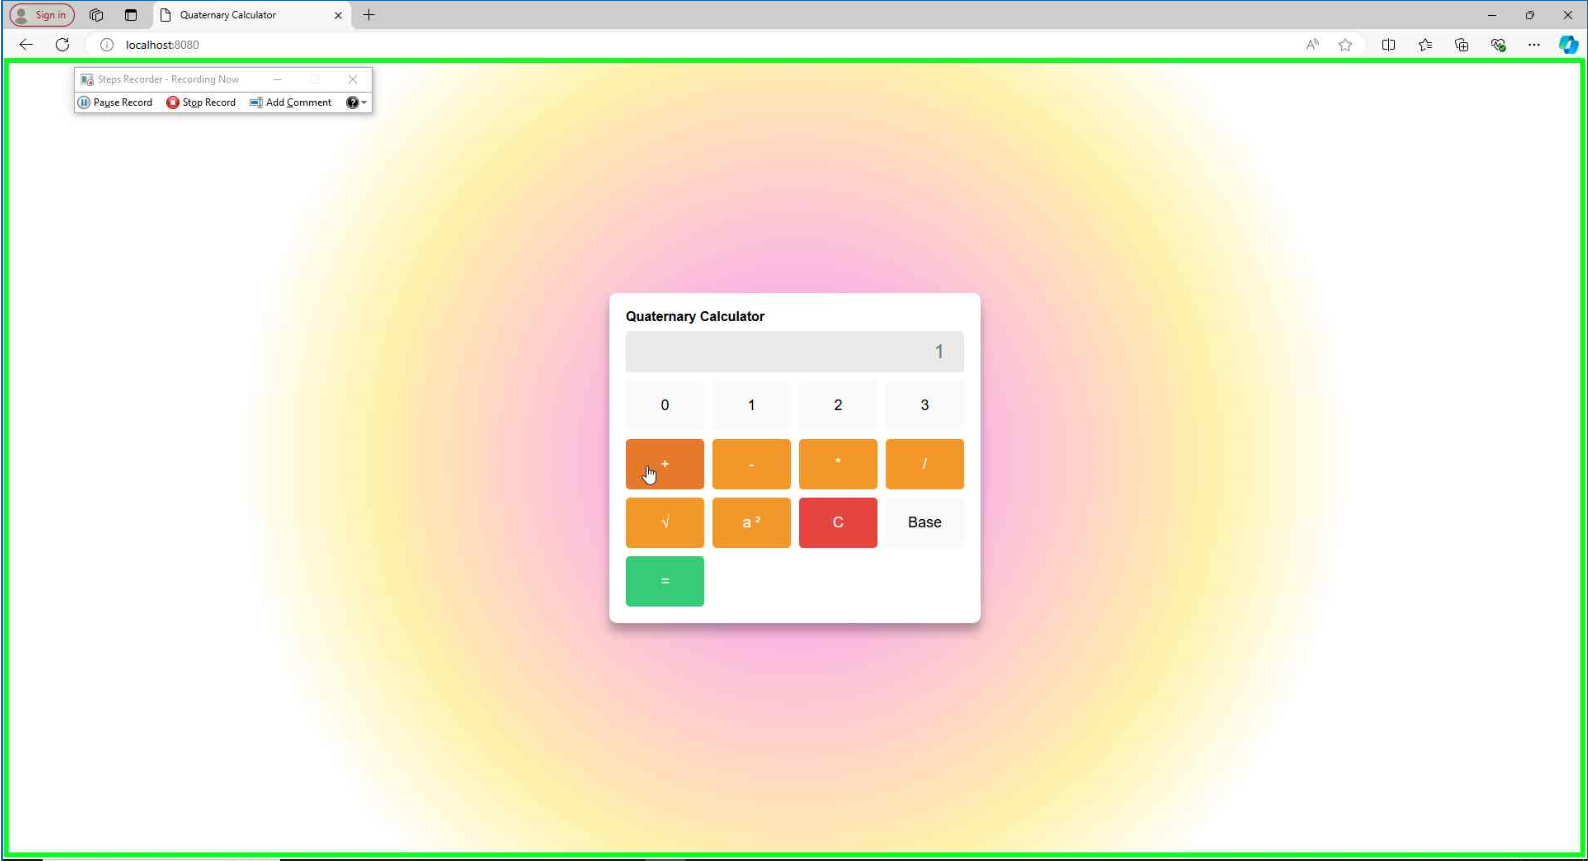 Sign in
Quaternary Calculator
localhost:8080
Steps Recorder - Recording Now
Pause Record Stop Record Add Comment
Quaternary Calculator
1
0 1 2 3
+ - * /
√ a ² C Base
=